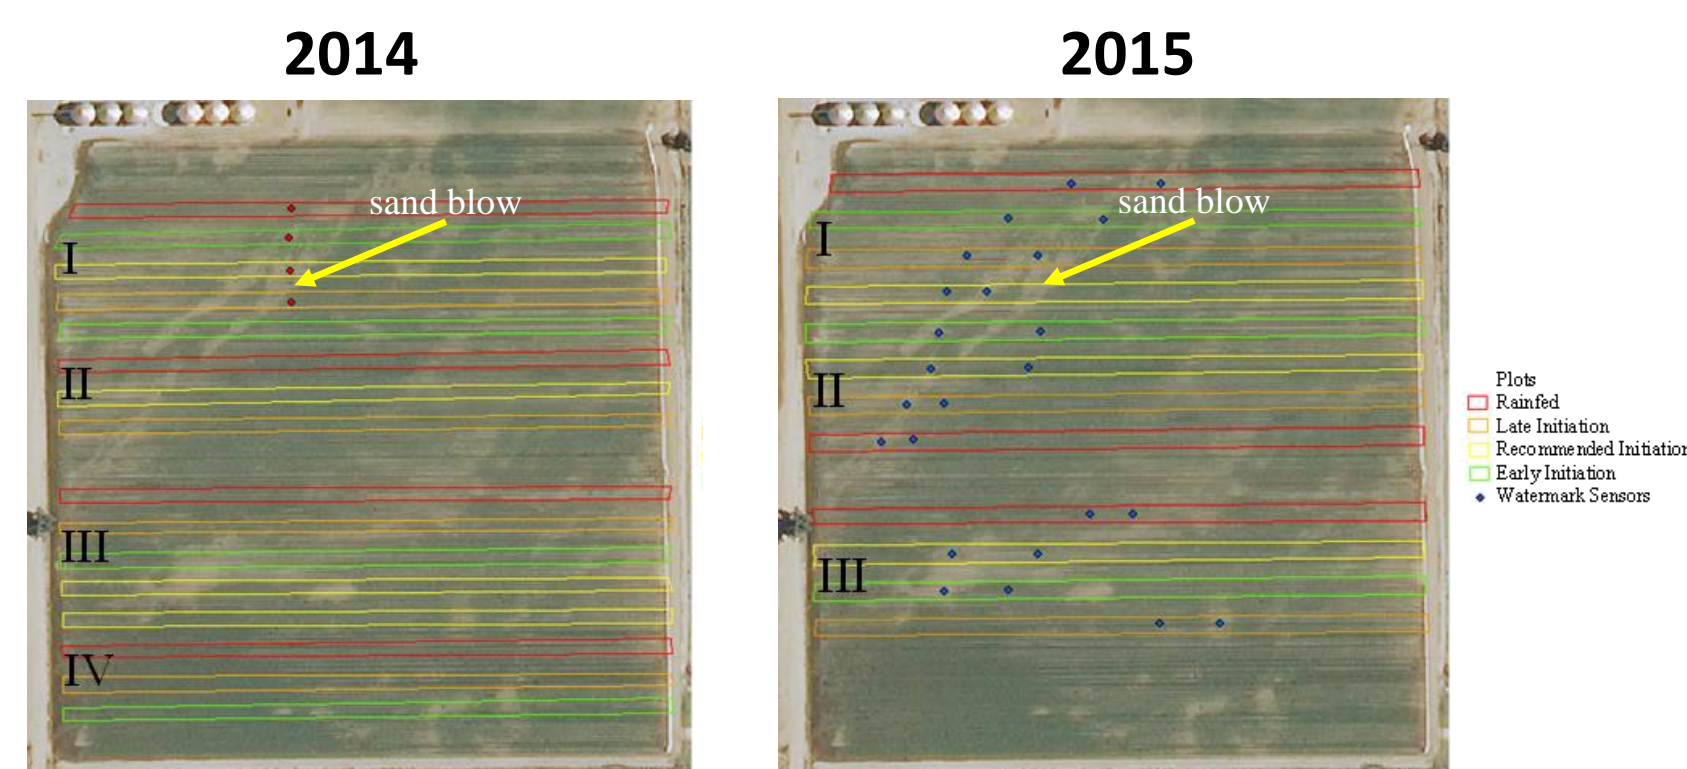 2014
2015
sand blow
I
II
III
IV
sand blow
I
II
III
Plots
Rainfed
Late Initiation
Recommended Initiation
Early Initiation
Watermark Sensors